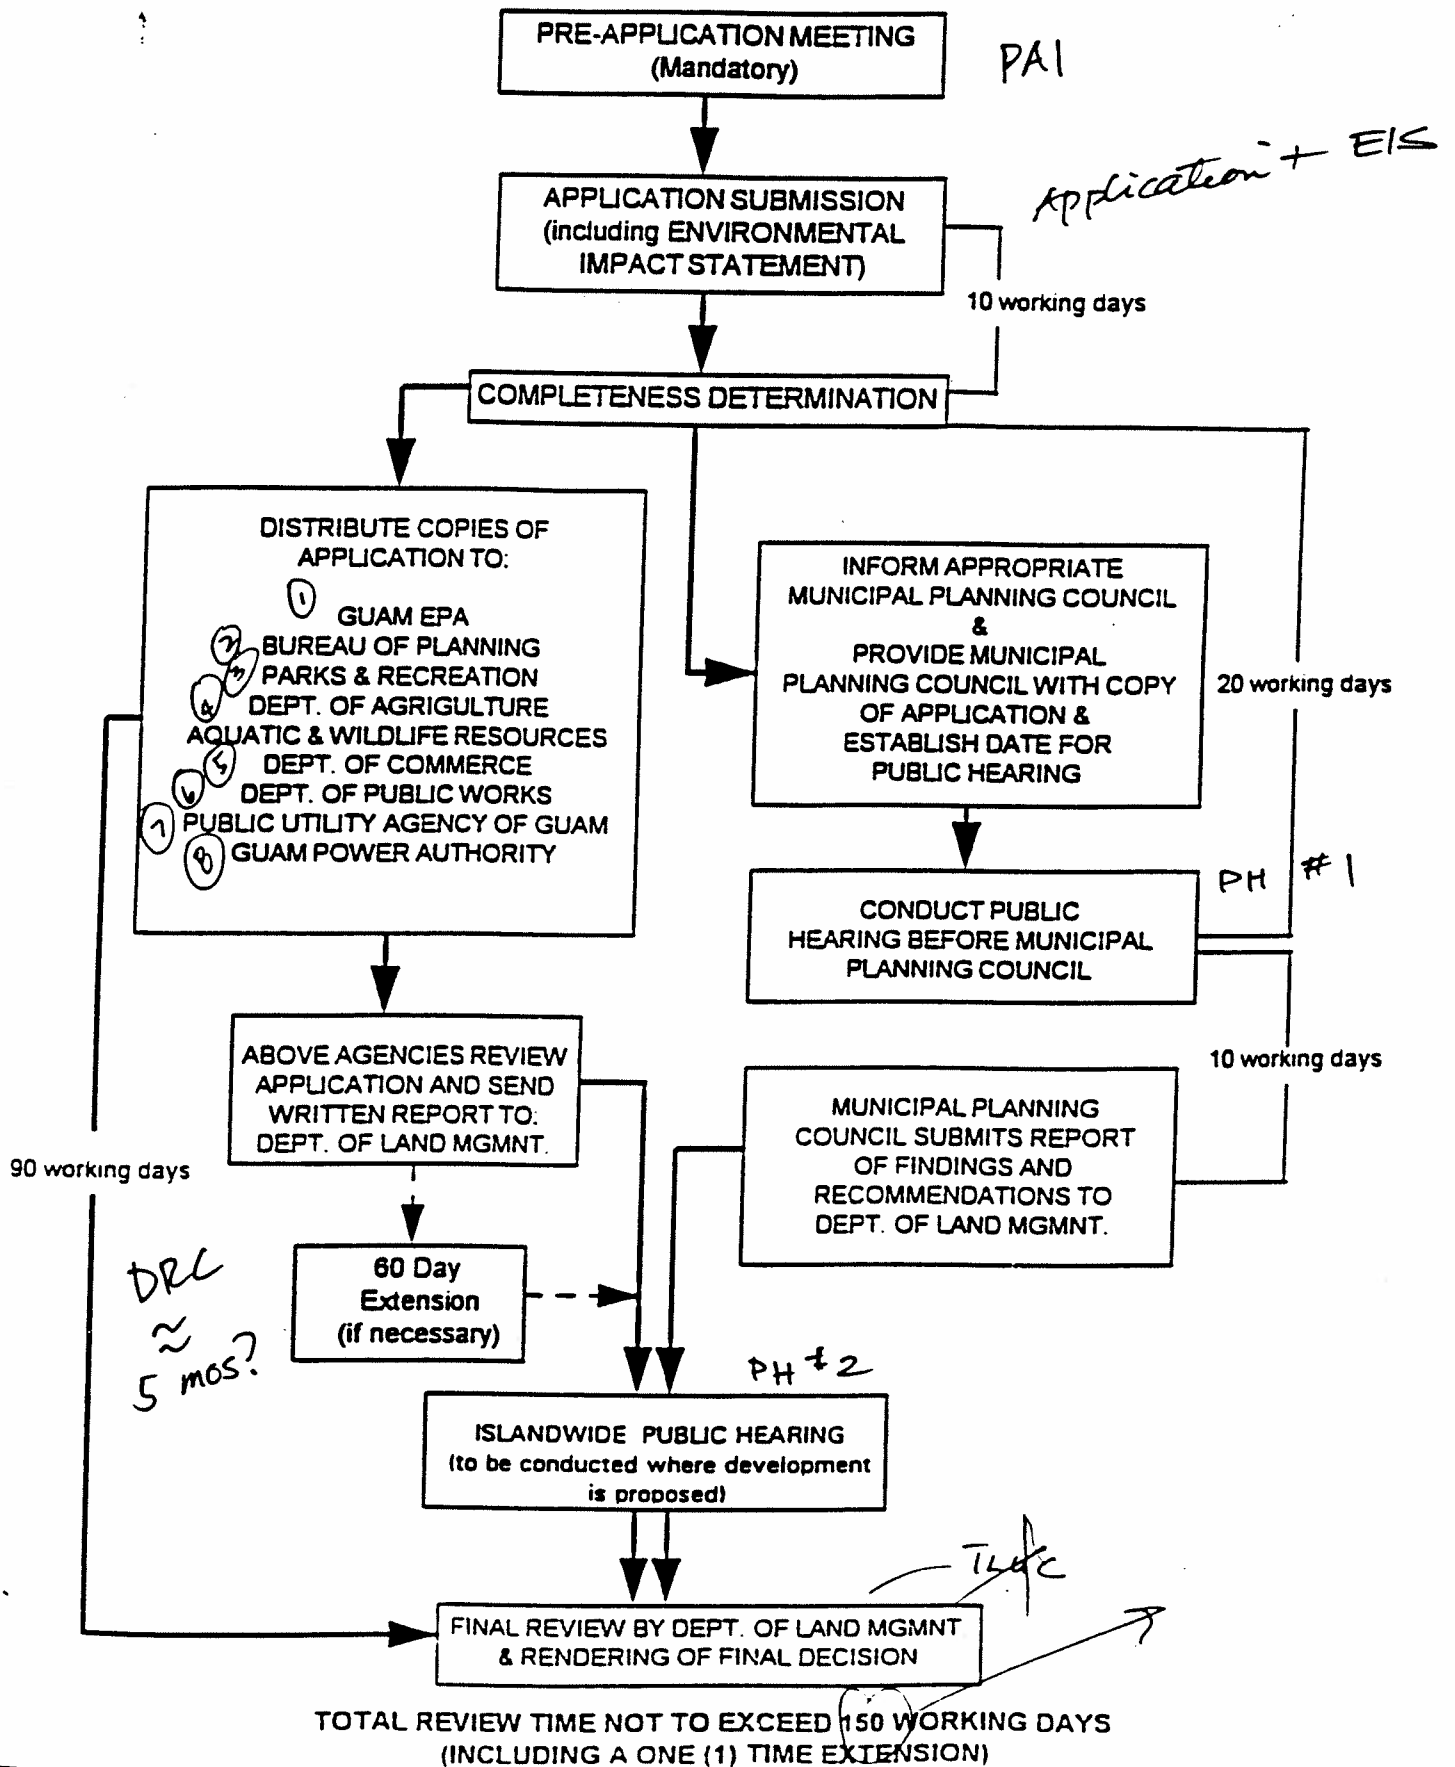 PRE-APPLICATION MEETING
(Mandatory)
PAI
APPLICATION SUBMISSION
(including ENVIRONMENTAL
IMPACT STATEMENT)
Application + EIS
10 working days
COMPLETENESS DETERMINATION
DISTRIBUTE COPIES OF
APPLICATION TO:
1
GUAM EPA
2 BUREAU OF PLANNING
3 PARKS & RECREATION
4 DEPT. OF AGRIGULTURE
AQUATIC & WILDLIFE RESOURCES
5 DEPT. OF COMMERCE
6 DEPT. OF PUBLIC WORKS
7 PUBLIC UTILITY AGENCY OF GUAM
8 GUAM POWER AUTHORITY
INFORM APPROPRIATE
MUNICIPAL PLANNING COUNCIL
&
PROVIDE MUNICIPAL
PLANNING COUNCIL WITH COPY
OF APPLICATION &
ESTABLISH DATE FOR
PUBLIC HEARING
20 working days
PH #1
CONDUCT PUBLIC
HEARING BEFORE MUNICIPAL
PLANNING COUNCIL
10 working days
ABOVE AGENCIES REVIEW
APPLICATION AND SEND
WRITTEN REPORT TO:
DEPT. OF LAND MGMNT.
MUNICIPAL PLANNING
COUNCIL SUBMITS REPORT
OF FINDINGS AND
RECOMMENDATIONS TO
DEPT. OF LAND MGMNT.
90 working days
60 Day
Extension
(if necessary)
DRC
≈
5 mos?
PH #2
ISLANDWIDE PUBLIC HEARING
(to be conducted where development
is proposed)
TLUC
FINAL REVIEW BY DEPT. OF LAND MGMNT
& RENDERING OF FINAL DECISION
TOTAL REVIEW TIME NOT TO EXCEED 150 WORKING DAYS
(INCLUDING A ONE (1) TIME EXTENSION)